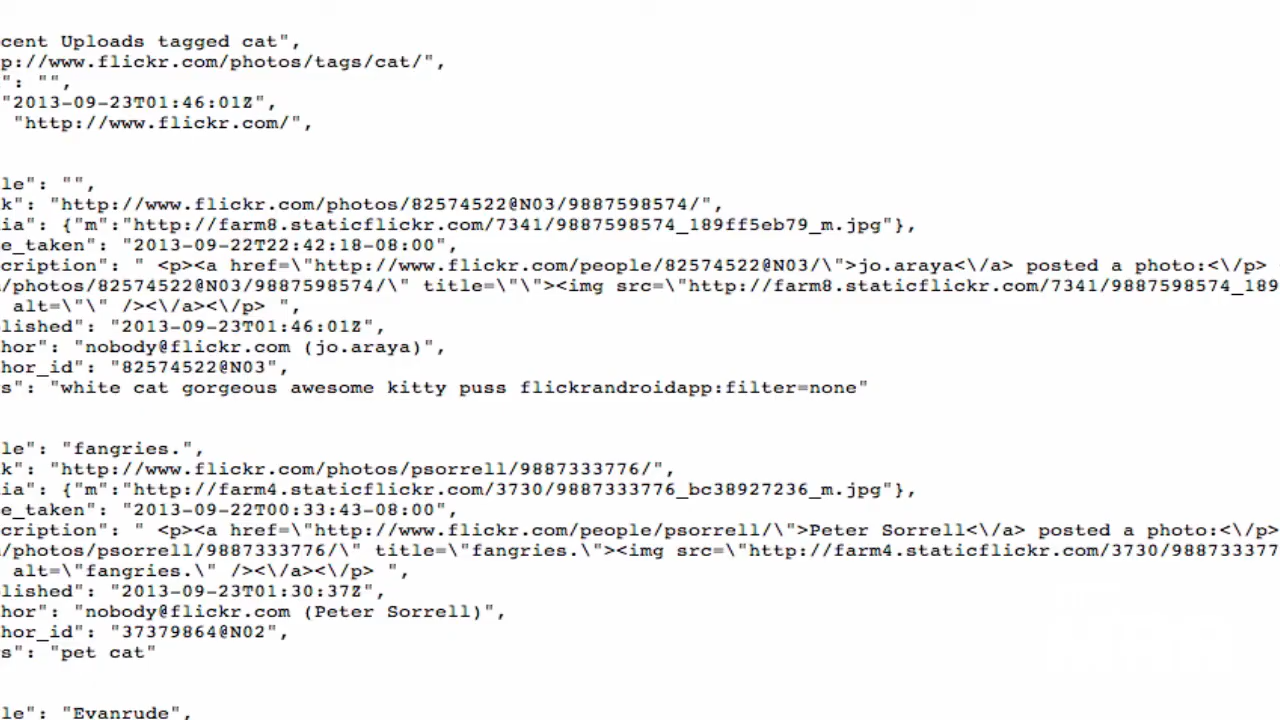 cent Uploads tagged cat",
p://www.flickr.com/photos/tags/cat/",
": "",
"2013-09-23T01:46:01Z",
"http://www.flickr.com/",
le": "",
k": "http://www.flickr.com/photos/82574522@N03/9887598574/",
ia": {"m":"http://farm8.staticflickr.com/7341/9887598574_189ff5eb79_m.jpg"},
e_taken": "2013-09-22T22:42:18-08:00",
cription": " <p><a href=\"http://www.flickr.com/people/82574522@N03/\">jo.araya<\/a> posted a photo:<\/p>
/photos/82574522@N03/9887598574/\" title=\"\"><img src=\"http://farm8.staticflickr.com/7341/9887598574_189
alt=\"\" /><\/a><\/p> ",
lished": "2013-09-23T01:46:01Z",
hor": "nobody@flickr.com (jo.araya)",
hor_id": "82574522@N03",
s": "white cat gorgeous awesome kitty puss flickrandroidapp:filter=none"
le": "fangries.",
k": "http://www.flickr.com/photos/psorrell/9887333776/",
ia": {"m":"http://farm4.staticflickr.com/3730/9887333776_bc38927236_m.jpg"},
e_taken": "2013-09-22T00:33:43-08:00",
cription": " <p><a href=\"http://www.flickr.com/people/psorrell/\">Peter Sorrell<\/a> posted a photo:<\/p>
/photos/psorrell/9887333776/\" title=\"fangries.\"><img src=\"http://farm4.staticflickr.com/3730/988733377
alt=\"fangries.\" /><\/a><\/p> ",
lished": "2013-09-23T01:30:37Z",
hor": "nobody@flickr.com (Peter Sorrell)",
hor_id": "37379864@N02",
s": "pet cat"
le": "Evanrude",